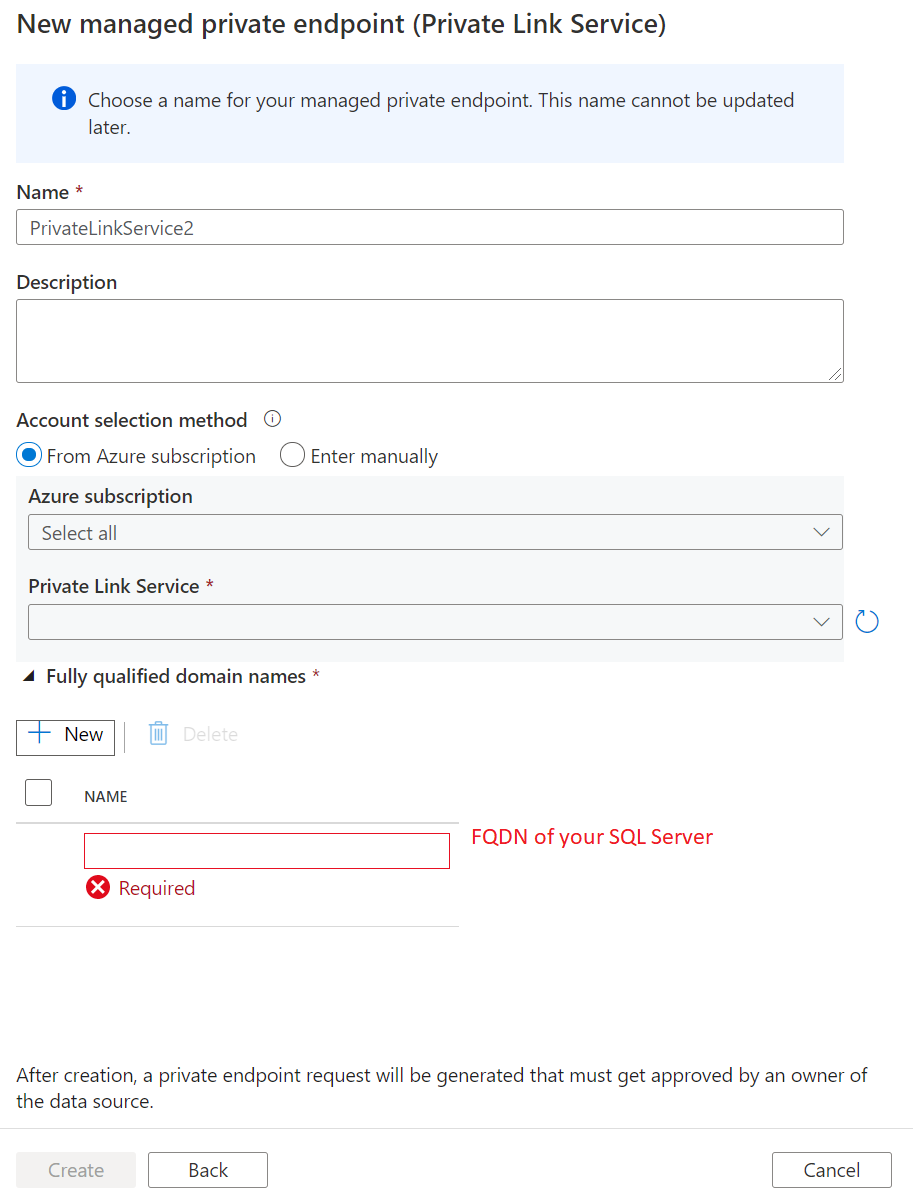 New managed private endpoint (Private Link Service)
Choose a name for your managed private endpoint. This name cannot be updated
later.
Name *
PrivateLinkService2
Description
Account selection method
From Azure subscription
Enter manually
Azure subscription
Select all
Private Link Service *
Fully qualified domain names *
New
Delete
NAME
FQDN of your SQL Server
Required
After creation, a private endpoint request will be generated that must get approved by an owner of
the data source.
Create
Back
Cancel